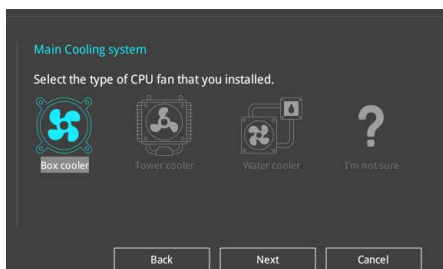 Main Cooling system
Select the type of CPU fan that you installed.
Box cooler
Tower cooler
Water cooler
I'm not sure
Back
Next
Cancel